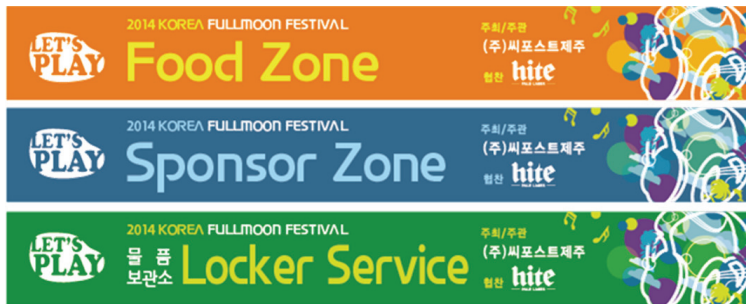 LET'S
PLAY
2014 KOREA FULLMOON FESTIVAL
Food Zone
주최/주관
(주)씨포스트제주
협찬 hite
LET'S
PLAY
2014 KOREA FULLMOON FESTIVAL
Sponsor Zone
주최/주관
(주)씨포스트제주
협찬 hite
LET'S
PLAY
2014 KOREA FULLMOON FESTIVAL
물 품
보관소
Locker Service
주최/주관
(주)씨포스트제주
협찬 hite